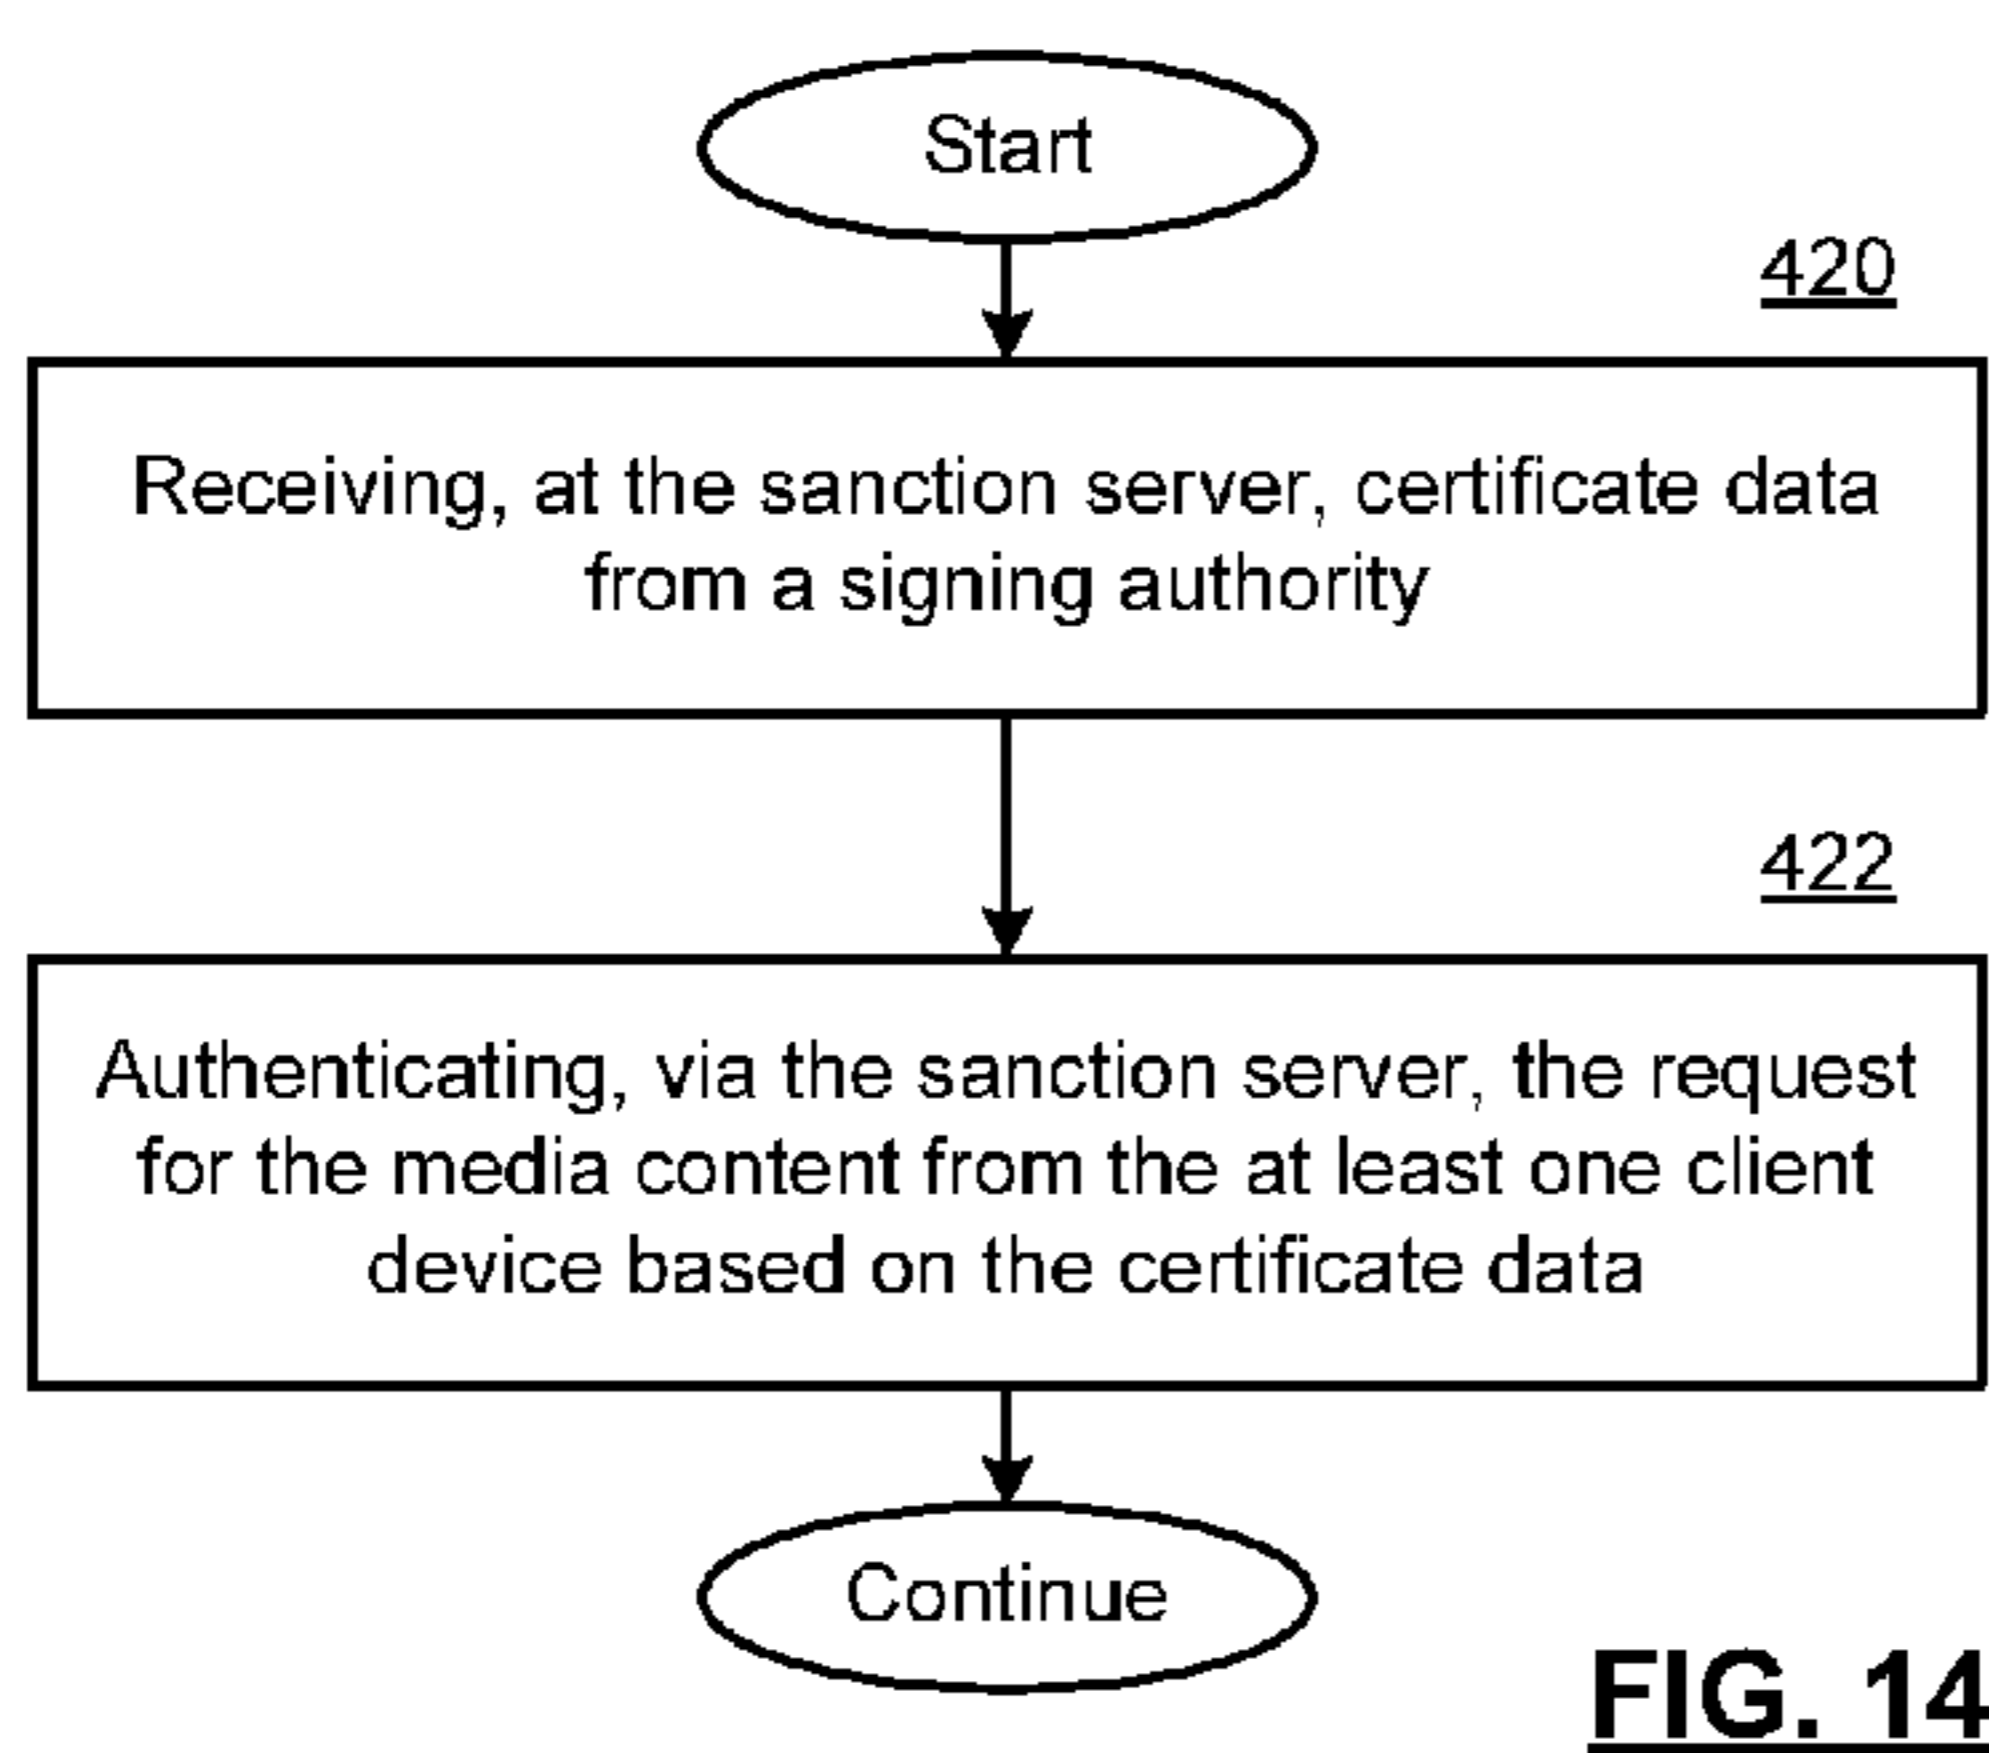 Start
420
Receiving, at the sanction server, certificate data
from a signing authority
422
Authenticating, via the sanction server, the request
for the media content from the at least one client
device based on the certificate data
Continue
FIG. 14